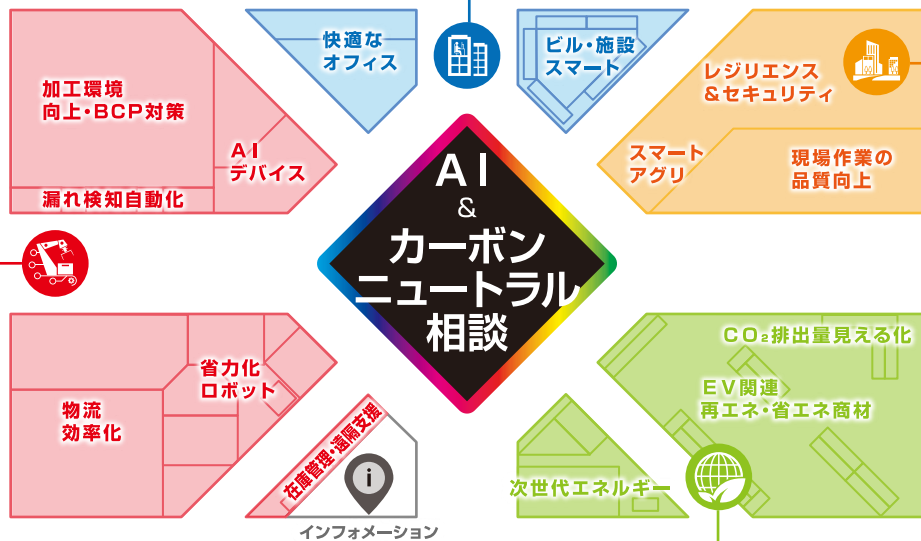 快適な
オフィス
ビル・施設
スマート
レジリエンス
&セキュリティ
加工環境
向上・BCP対策
AI
デバイス
漏れ検知自動化
スマート
アグリ
現場作業の
品質向上
AI
&
カーボン
ニュートラル
相談
省力化
ロボット
物流
効率化
在庫管理・遠隔支援
i
インフォメーション
CO₂排出量見える化
EV関連
再エネ・省エネ商材
次世代エネルギー